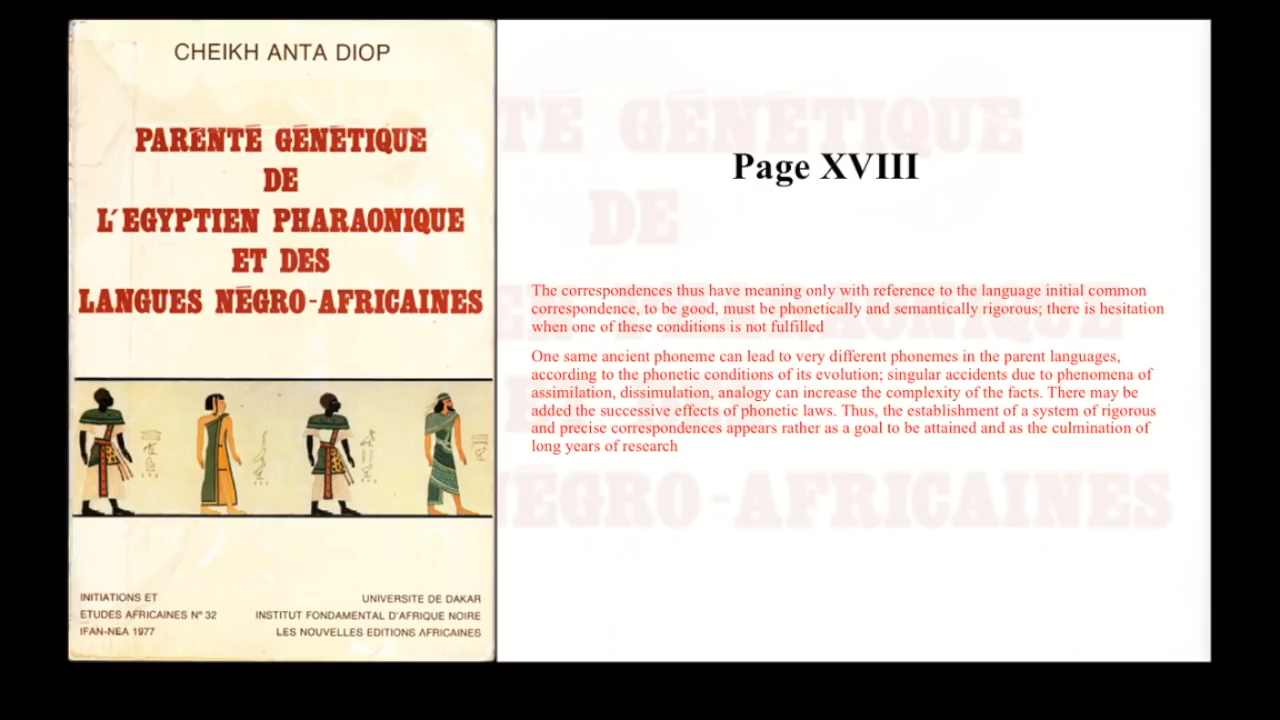 CHEIKH ANTA DIOP
PARENTÉ GÉNÉTIQUE
DE
L'EGYPTIEN PHARAONIQUE
ET DES
LANGUES NÉGRO-AFRICAINES
INITIATIONS ET
ETUDES AFRICAINES Nº 32
IFAN-NEA 1977
UNIVERSITE DE DAKAR
INSTITUT FONDAMENTAL D'AFRIQUE NOIRE
LES NOUVELLES EDITIONS AFRICAINES
Page XVIII
The correspondences thus have meaning only with reference to the language initial common
correspondence, to be good, must be phonetically and semantically rigorous; there is hesitation
when one of these conditions is not fulfilled
One same ancient phoneme can lead to very different phonemes in the parent languages,
according to the phonetic conditions of its evolution; singular accidents due to phenomena of
assimilation, dissimulation, analogy can increase the complexity of the facts. There may be
added the successive effects of phonetic laws. Thus, the establishment of a system of rigorous
and precise correspondences appears rather as a goal to be attained and as the culmination of
long years of research
TÉ GÉNÉTIQUE
DE
NÉGRO-AFRICAINES